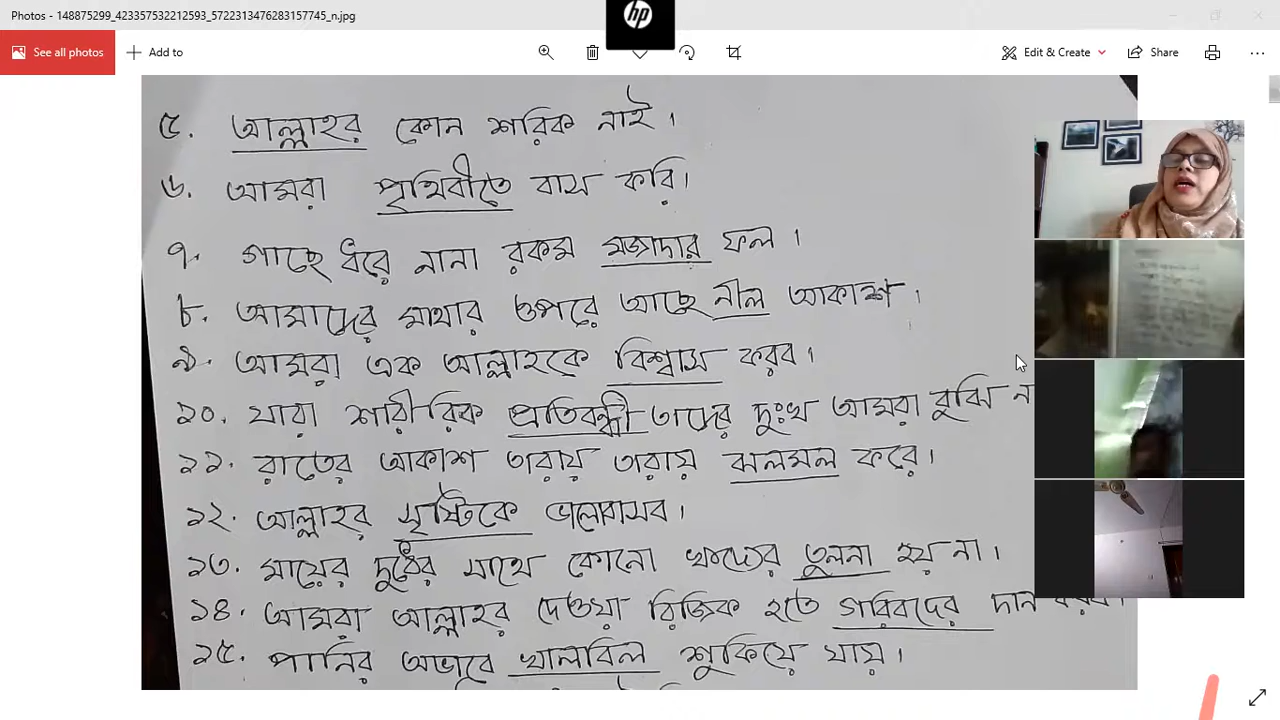 Photos - 148875299_423357532212593_5722313476283157745_n.jpg
hp
See all photos
Add to
Edit & Create
Share
৫. আল্লাহর কোন শরিক নাই।
৬. আমরা পৃথিবীতে বাস করি।
৭. গাছে ধরে নানা রকম মজাদার ফল।
৮. আমাদের মাথার ওপরে আছে নীল আকাশ।
৯. আমরা এক আল্লাহকে বিশ্বাস করব।
১০. যারা শারীরিক প্রতিবন্ধী তাদের দুঃখ আমরা বুঝি
১১. রাতের আকাশ তারায় তারায় ঝলমল করে।
১২. আল্লাহর সৃষ্টিকে ভালোবাসব।
১৩. মায়ের দুধের সাথে কোনো খাদ্যের তুলনা হয় না।
১৪. আমরা আল্লাহর দেওয়া রিজিক হতে গরিবদের দান
১৫. পানির অভাবে খালবিল শুকিয়ে যায়।